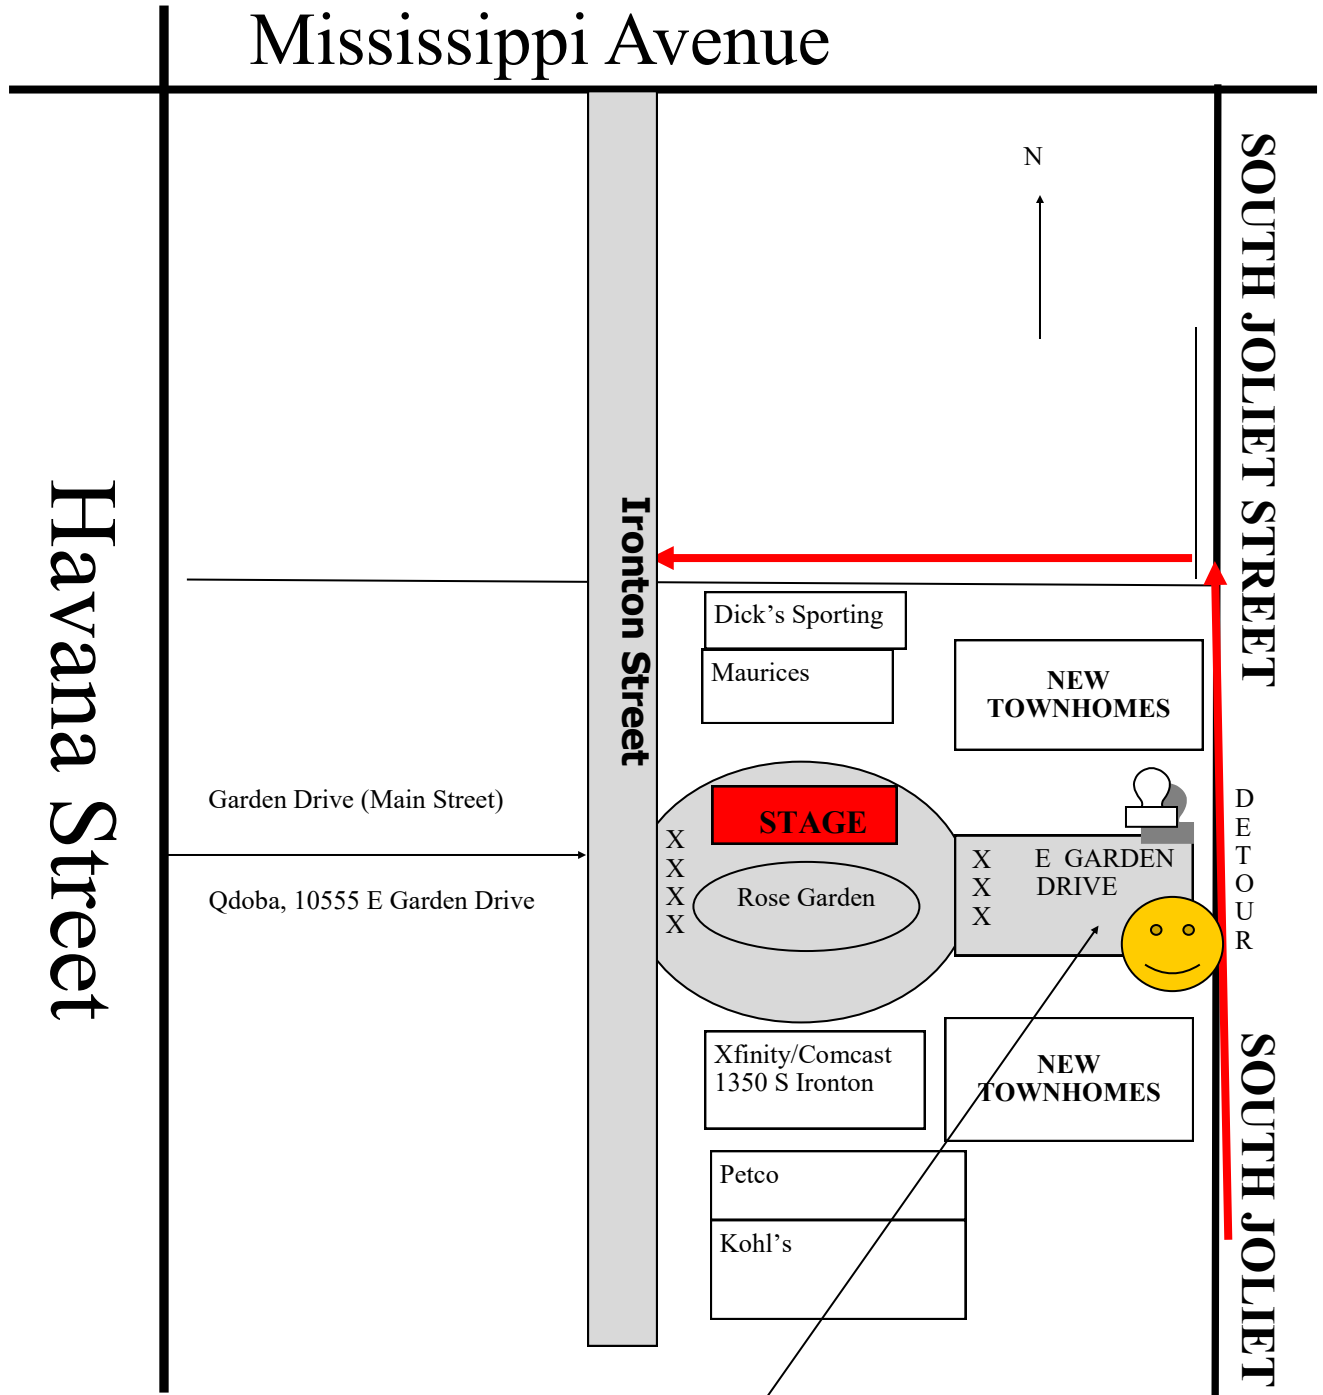 Mississippi Avenue
N
SOUTH JOLIET STREET
Havana Street
Ironton Street
Dick’s Sporting
Maurices
NEW
TOWNHOMES
Garden Drive (Main Street)
Qdoba, 10555 E Garden Drive
STAGE
X
X
X
X
Rose Garden
X
X
X
E GARDEN
DRIVE
D
E
T
O
U
R
Xfinity/Comcast
1350 S Ironton
NEW
TOWNHOMES
SOUTH JOLIET
Petco
Kohl’s